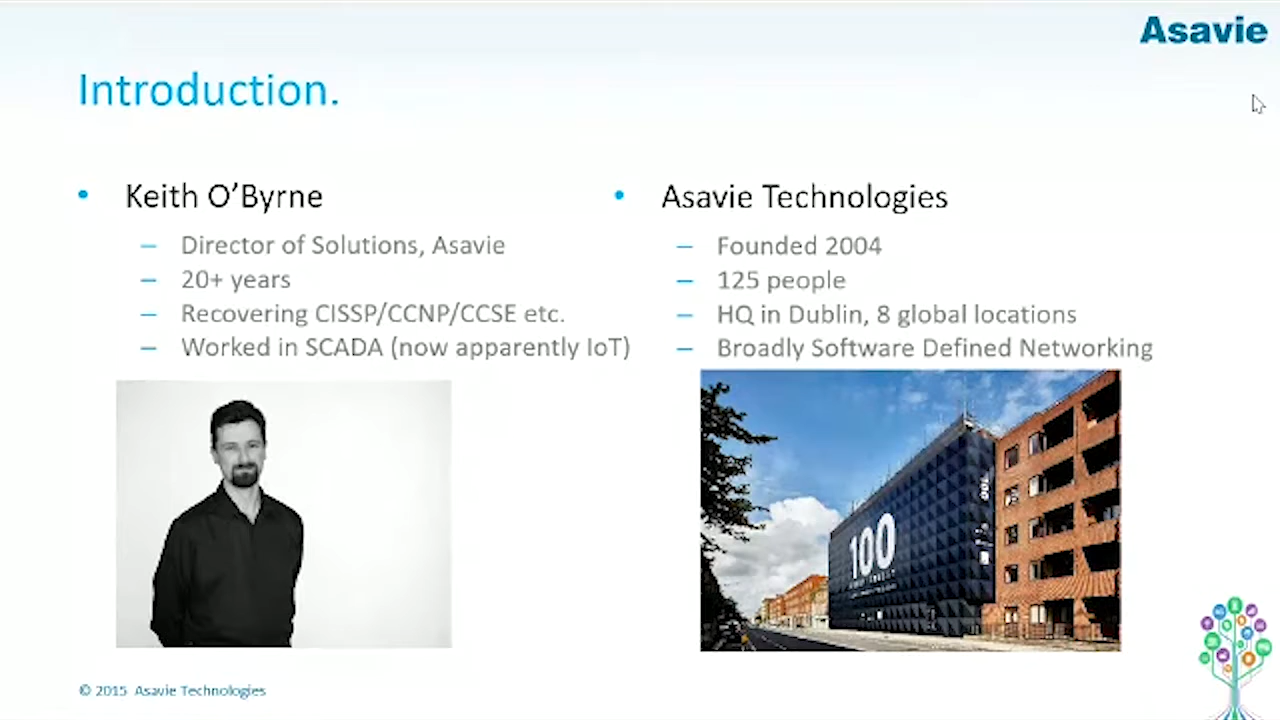 Asavie
Introduction.
• Keith O’Byrne
– Director of Solutions, Asavie
– 20+ years
– Recovering CISSP/CCNP/CCSE etc.
– Worked in SCADA (now apparently IoT)
• Asavie Technologies
– Founded 2004
– 125 people
– HQ in Dublin, 8 global locations
– Broadly Software Defined Networking
100
100
© 2015 Asavie Technologies